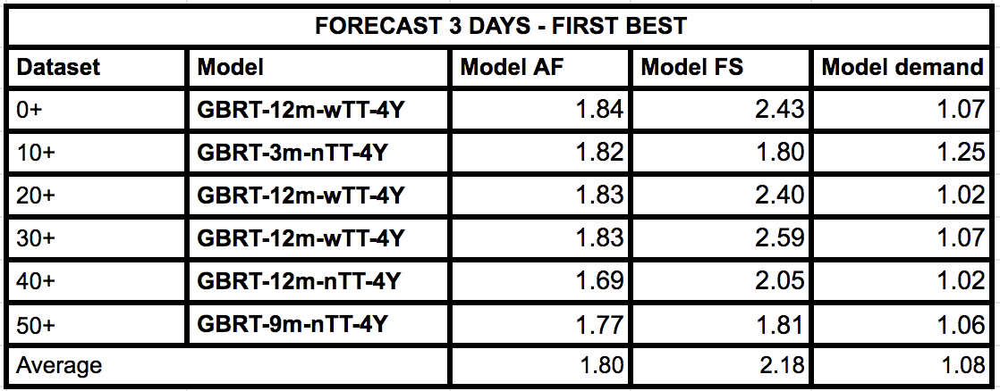 FORECAST 3 DAYS - FIRST BEST
Dataset Model Model AF Model FS Model demand
0+ GBRT-12m-wTT-4Y 1.84 2.43 1.07
10+ GBRT-3m-nTT-4Y 1.82 1.80 1.25
20+ GBRT-12m-wTT-4Y 1.83 2.40 1.02
30+ GBRT-12m-wTT-4Y 1.83 2.59 1.07
40+ GBRT-12m-nTT-4Y 1.69 2.05 1.02
50+ GBRT-9m-nTT-4Y 1.77 1.81 1.06
Average 1.80 2.18 1.08